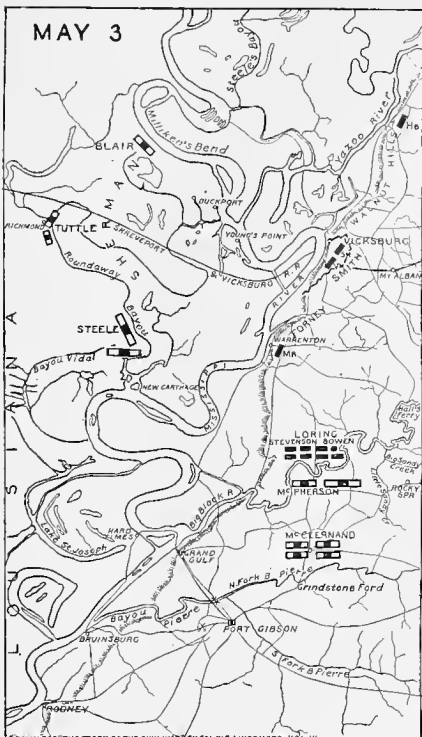 MAY 3
Steele's Bayou
Milliken's Bend
Yazoo River
He
BLAIR
WALNUT HILLS
DUCKPORT
TUTTLE
RICHMOND
SHERMAN
SHREVEPORT
YOUNG'S POINT
VICKSBURG
VICKSBURG R.R.
SMITH
MT ALBAN
Roundaway
Bayou
RIVER
FORNEY
STEELE
WARRENTON
MA
Bayou Vidal
NEW CARTHAGE
MISSISSIPPI
LOUISIANA
Hall's Ferry
LORING
STEVENSON BOWEN
Big Sandy Creek
MCPHERSON
ROCKY SPR
Big Black R
HARD TIMES
Lake St. Joseph
MCCLERNAND
GRAND GULF
N. Fork B Pierre
Grindstone Ford
Bayou Pierre
BRUINSBURG
PORT GIBSON
S Fork B Pierre
RODNEY